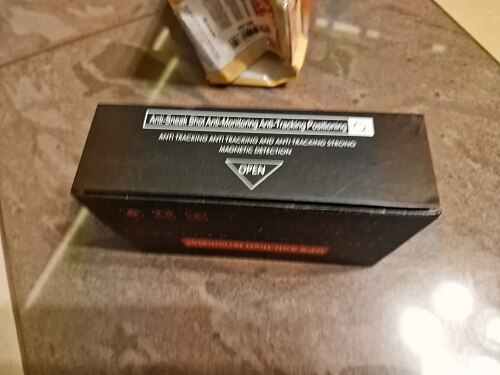 Anti-Sneak Shot Anti-Monitoring Anti-Tracking Positioning
ANTI TRACKING ANTI TRACKING AND ANTI TRACKING STRONG
MAGNETIC DETECTION
OPEN